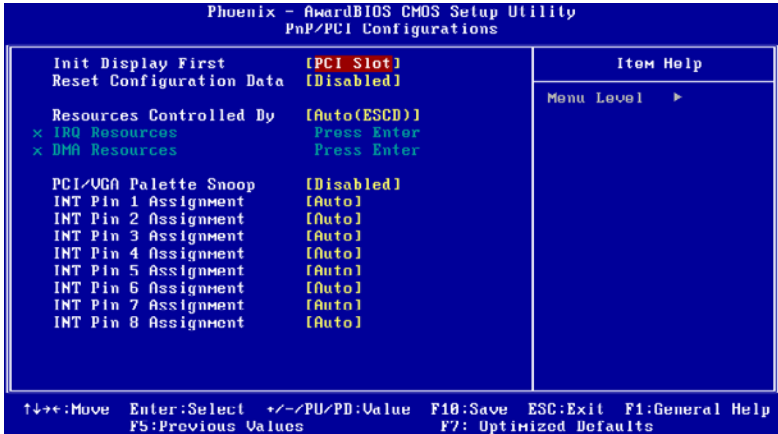 Phoenix - AwardBIOS CMOS Setup Utility
PnP/PCI Configurations
Init Display First [PCI Slot]
Reset Configuration Data [Disabled]
Resources Controlled By [Auto(ESCD)]
x IRQ Resources Press Enter
x DMA Resources Press Enter
PCI/VGA Palette Snoop [Disabled]
INT Pin 1 Assignment [Auto]
INT Pin 2 Assignment [Auto]
INT Pin 3 Assignment [Auto]
INT Pin 4 Assignment [Auto]
INT Pin 5 Assignment [Auto]
INT Pin 6 Assignment [Auto]
INT Pin 7 Assignment [Auto]
INT Pin 8 Assignment [Auto]
Item Help
Menu Level ►
↑↓→←:Move Enter:Select +/-/PU/PD:Value F10:Save ESC:Exit F1:General Help
F5:Previous Values F7: Optimized Defaults